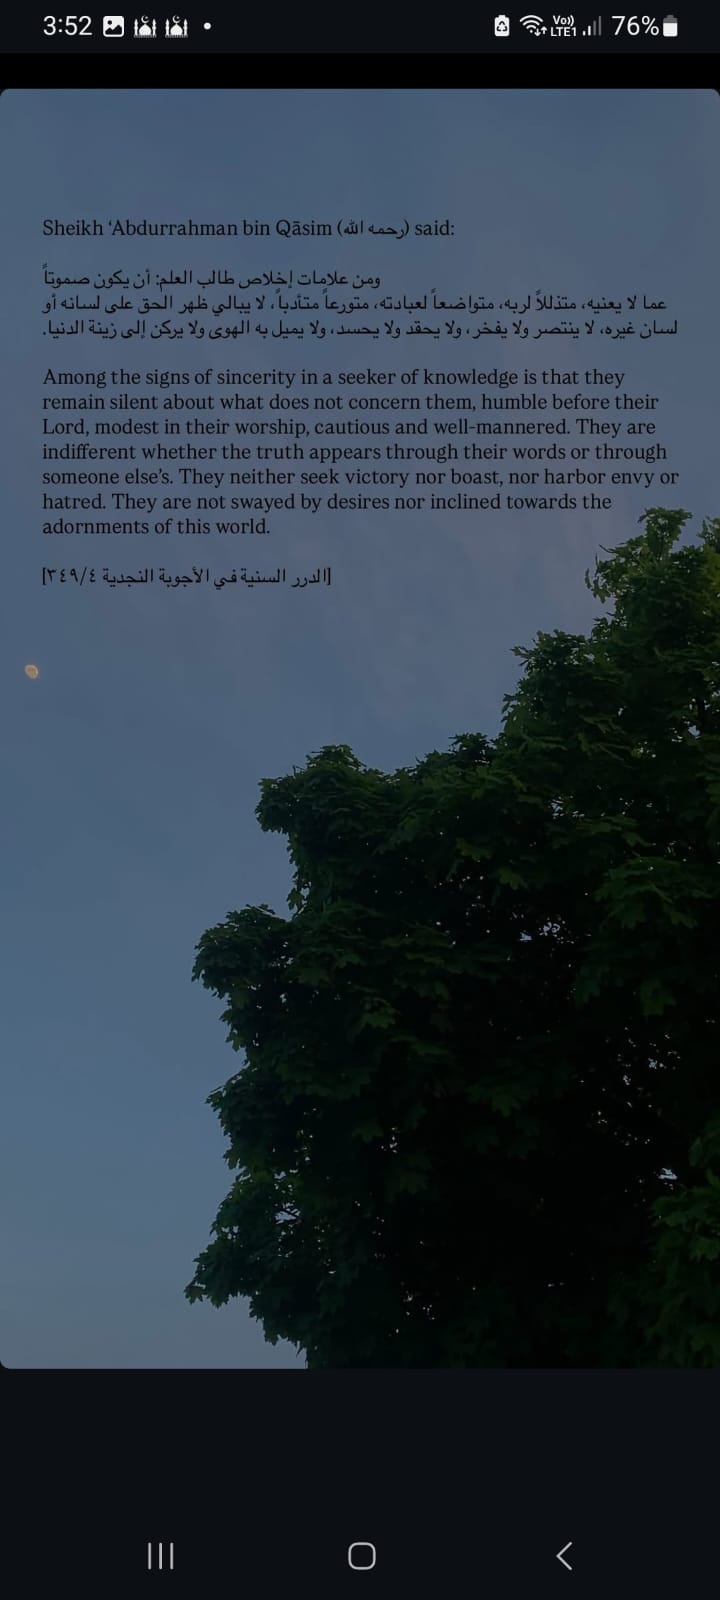 3:52
Vo))
LTE1
76%
Sheikh ‘Abdurrahman bin Qāsim (رحمه الله) said:
ومن علامات إخلاص طالب العلم: أن يكون صموتاً
عما لا يعنيه، متذللاً لربه، متواضعاً لعبادته، متورعاً متأدباً، لا يبالي ظهر الحق على لسانه أو
لسان غيره، لا ينتصر ولا يفخر، ولا يحقد ولا يحسد، ولا يميل به الهوى ولا يركن إلى زينة الدنيا.
Among the signs of sincerity in a seeker of knowledge is that they
remain silent about what does not concern them, humble before their
Lord, modest in their worship, cautious and well-mannered. They are
indifferent whether the truth appears through their words or through
someone else’s. They neither seek victory nor boast, nor harbor envy or
hatred. They are not swayed by desires nor inclined towards the
adornments of this world.
[الدرر السنية في الأجوبة النجدية ٣٤٩/٤]